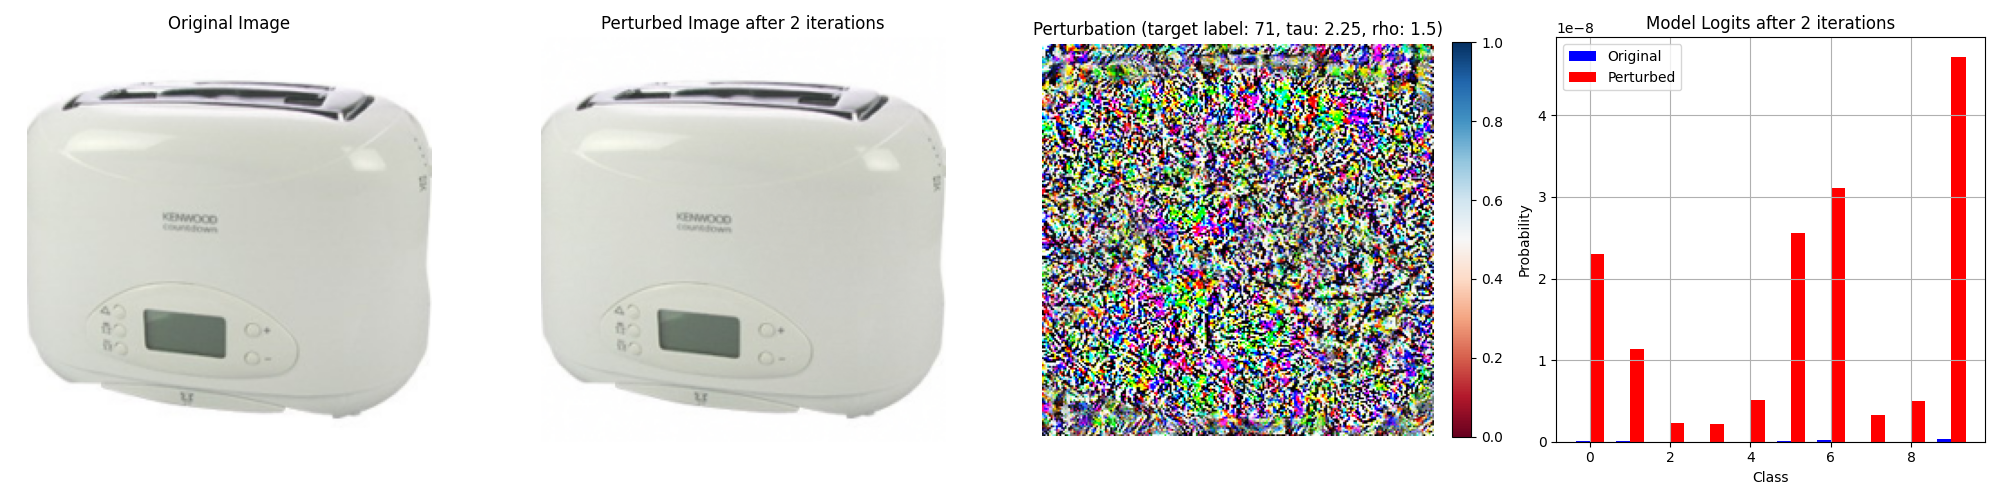 Original Image
KENWOOD
countdown
Perturbed Image after 2 iterations
KENWOOD
countdown
Perturbation (target label: 71, tau: 2.25, rho: 1.5)
1.0
0.8
0.6
0.4
0.2
0.0
Model Logits after 2 iterations
1e−8
Original
Perturbed
4
3
2
1
0
Probability
0 2 4 6 8
Class